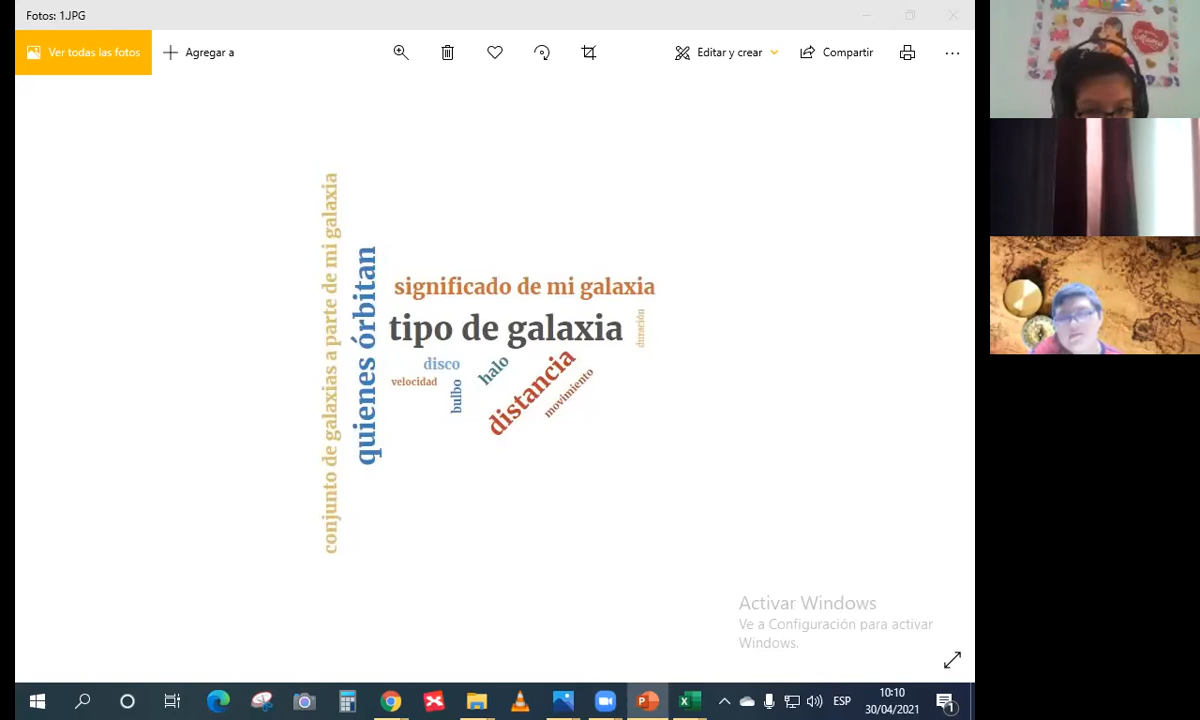 Fotos: 1.JPG
Ver todas las fotos
Agregar a
Editar y crear
Compartir
conjunto de galaxias a parte de mi galaxia
quienes órbitan
significado de mi galaxia
tipo de galaxia
duración
disco
halo
velocidad
bulbo
distancia
movimiento
Activar Windows
Ve a Configuración para activar
Windows.
ESP
10:10
30/04/2021
1